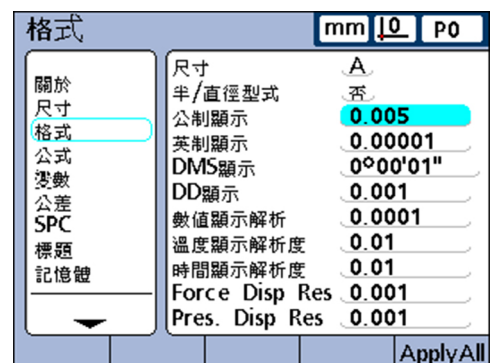 格式 mm 0 P0
關於
尺寸
格式
公式
變數
公差
SPC
標題
記憶體
尺寸 A
半/直徑型式 否
公制顯示 0.005
英制顯示 0.00001
DMS顯示 0°00'01"
DD顯示 0.001
數值顯示解析 0.0001
溫度顯示解析度 0.01
時間顯示解析度 0.01
Force Disp Res 0.001
Pres. Disp Res 0.001
ApplyAll